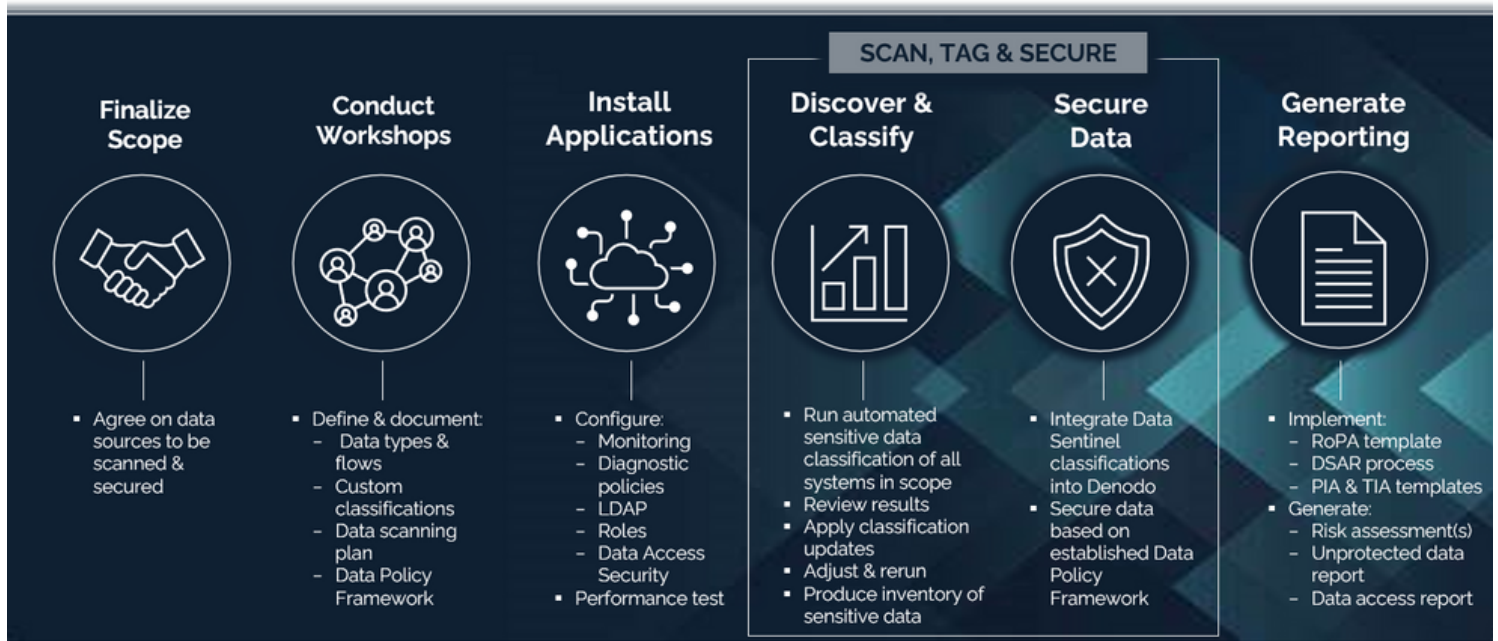 SCAN, TAG & SECURE
Finalize
Scope
▪ Agree on data
sources to be
scanned &
secured
Conduct
Workshops
▪ Define & document:
– Data types &
flows
– Custom
classifications
– Data scanning
plan
– Data Policy
Framework
Install
Applications
▪ Configure:
– Monitoring
– Diagnostic
policies
– LDAP
– Roles
– Data Access
Security
▪ Performance test
Discover &
Classify
▪ Run automated
sensitive data
classification of all
systems in scope
▪ Review results
▪ Apply classification
updates
▪ Adjust & rerun
▪ Produce inventory of
sensitive data
Secure
Data
▪ Integrate Data
Sentinel
classifications
into Denodo
▪ Secure data
based on
established Data
Policy
Framework
Generate
Reporting
▪ Implement:
– RoPA template
– DSAR process
– PIA & TIA templates
▪ Generate:
– Risk assessment(s)
– Unprotected data
report
– Data access report